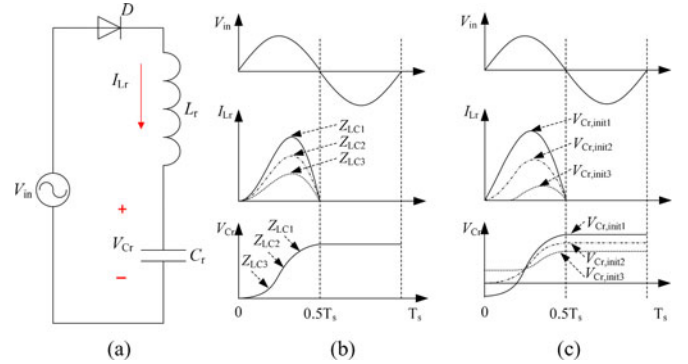 D
I_Lr
L_r
V_in
+
V_Cr
−
C_r
(a)
V_in
I_Lr
Z_LC1
Z_LC2
Z_LC3
V_Cr
Z_LC1
Z_LC2
Z_LC3
0
0.5T_s
T_s
(b)
V_in
I_Lr
V_Cr,init1
V_Cr,init2
V_Cr,init3
V_Cr
V_Cr,init1
V_Cr,init2
V_Cr,init3
0
0.5T_s
T_s
(c)